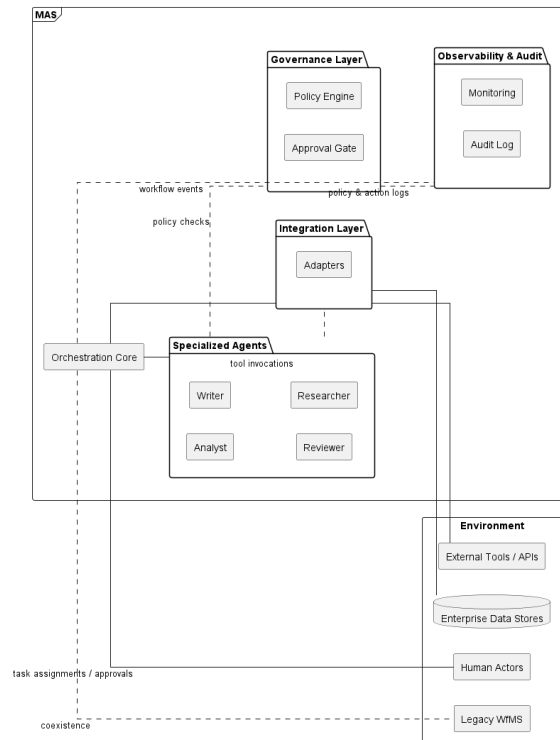 MAS
Governance Layer
Policy Engine
Approval Gate
Observability & Audit
Monitoring
Audit Log
workflow events
policy & action logs
policy checks
Integration Layer
Adapters
Orchestration Core
Specialized Agents
tool invocations
Writer
Researcher
Analyst
Reviewer
Environment
External Tools / APIs
Enterprise Data Stores
Human Actors
task assignments / approvals
Legacy WfMS
coexistence